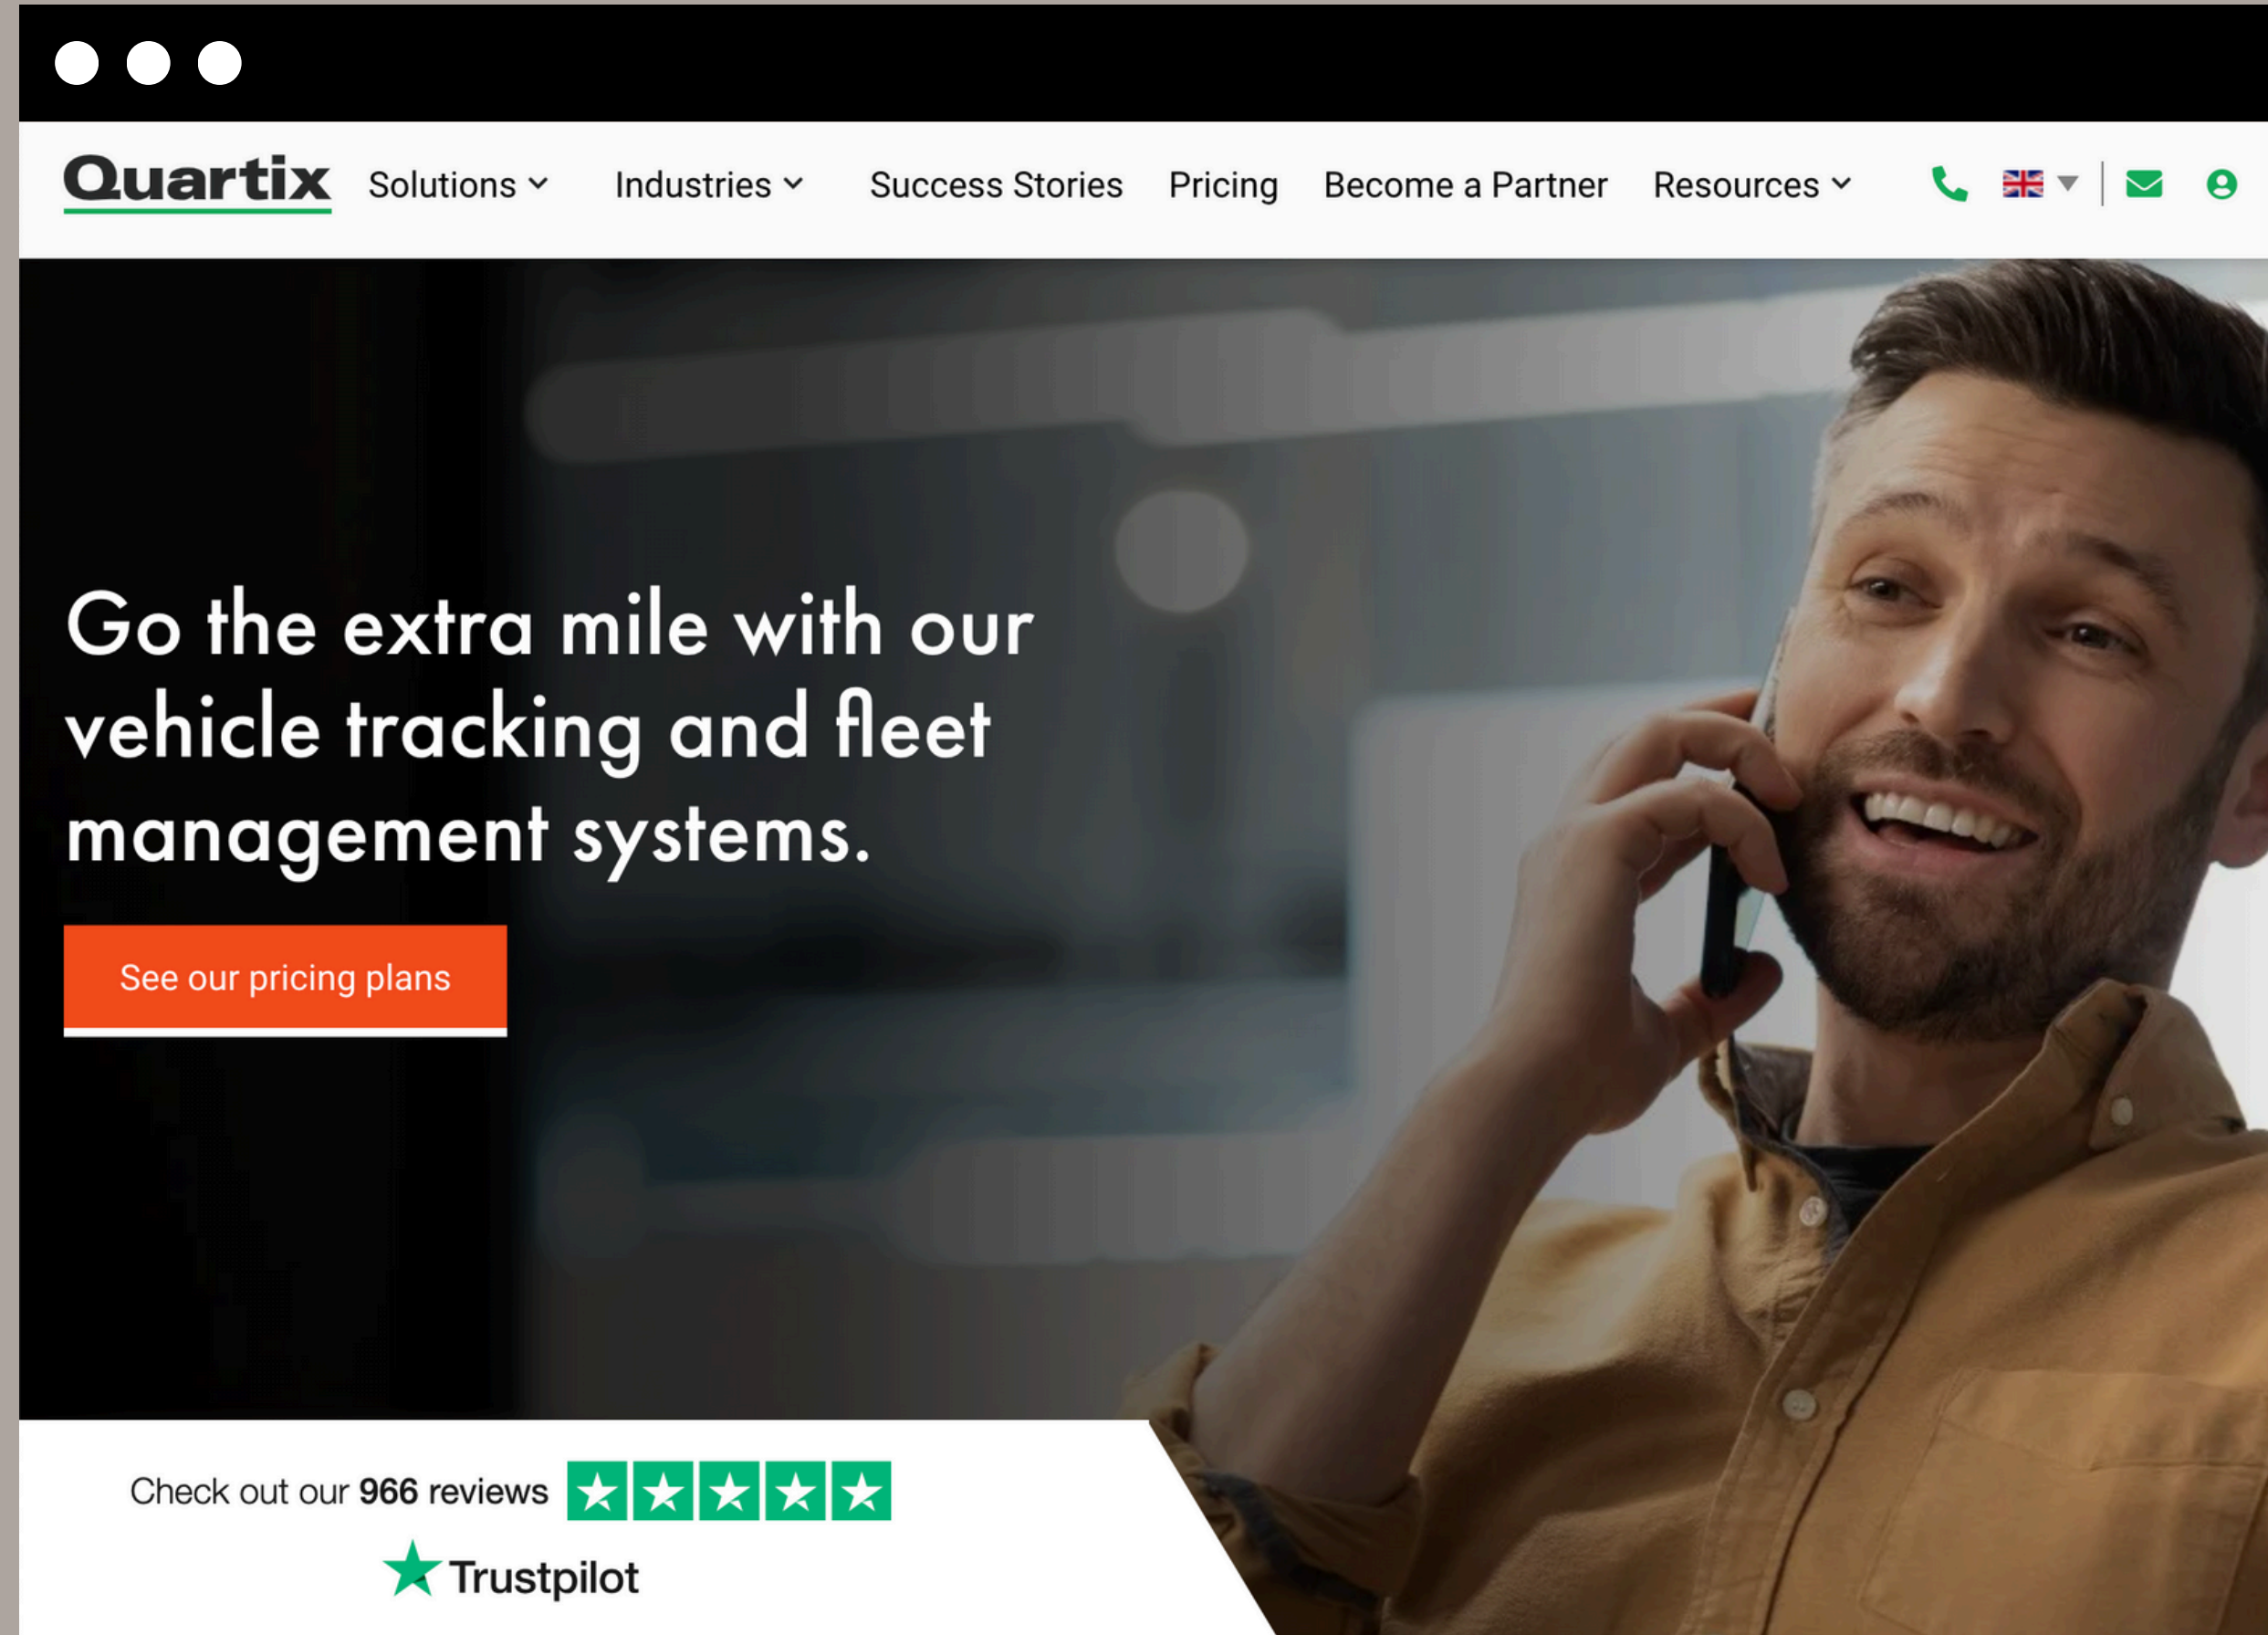 Quartix
Solutions
Industries
Success Stories
Pricing
Become a Partner
Resources
Go the extra mile with our
vehicle tracking and fleet
management systems.
See our pricing plans
Check out our 966 reviews
Trustpilot